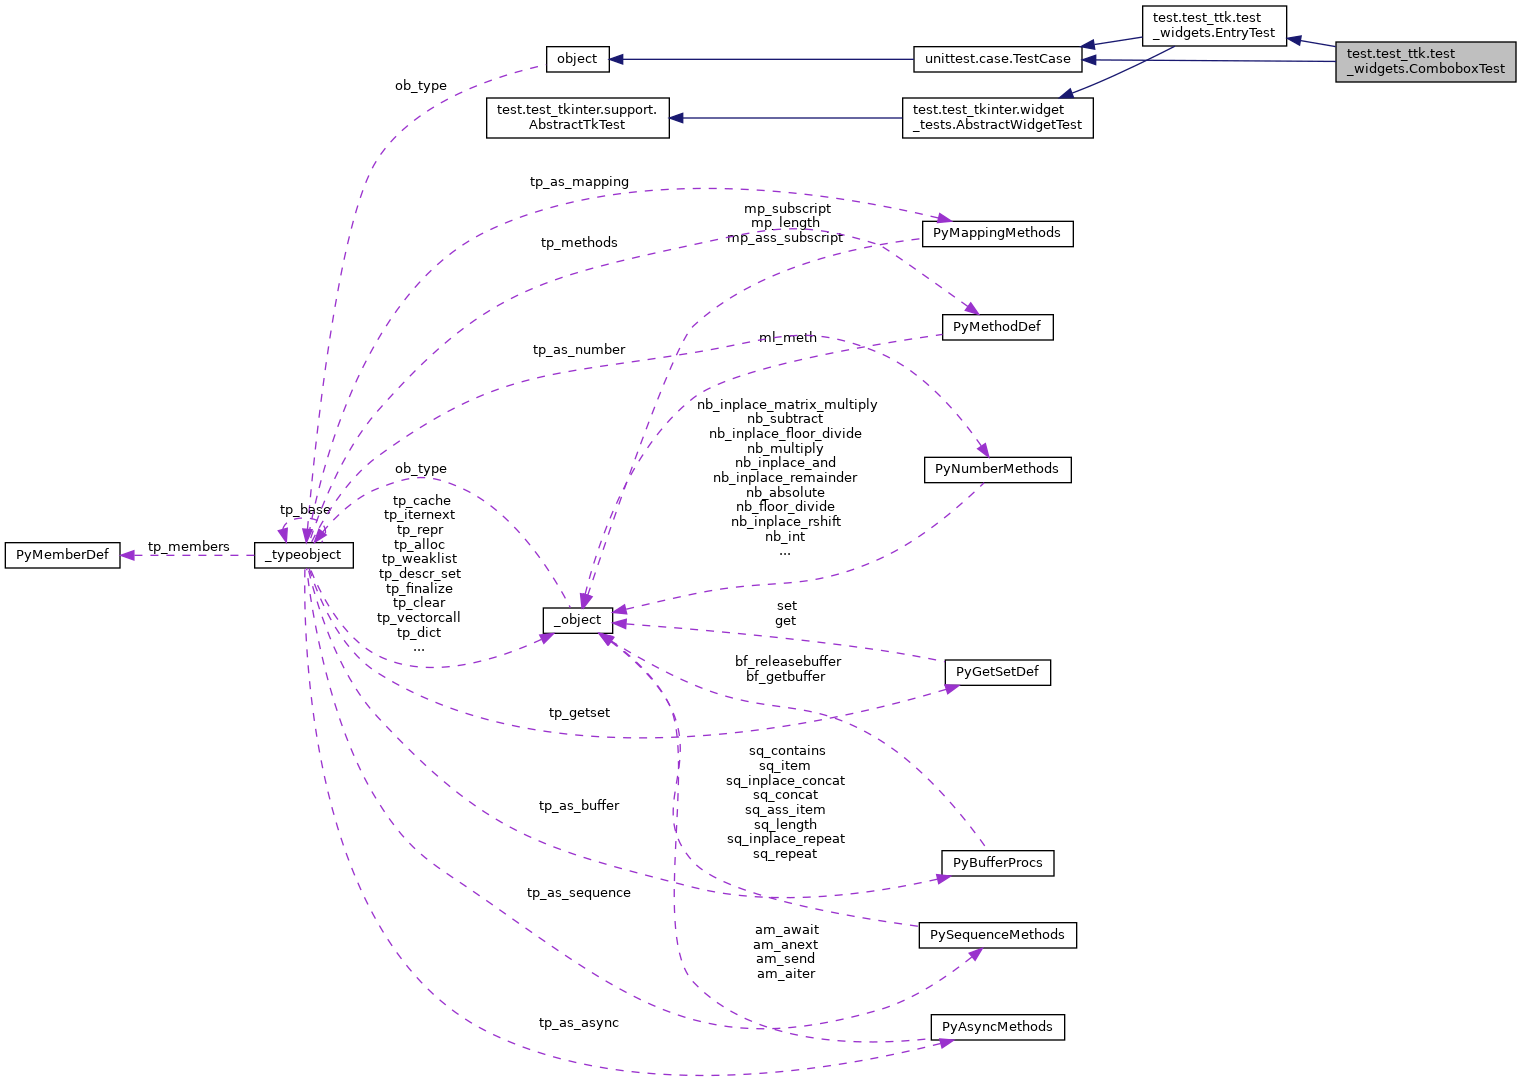 test.test_ttk.test
_widgets.EntryTest
object
unittest.case.TestCase
test.test_ttk.test
_widgets.ComboboxTest
ob_type
test.test_tkinter.support.
AbstractTkTest
test.test_tkinter.widget
_tests.AbstractWidgetTest
tp_as_mapping
mp_subscript
mp_length
mp_ass_subscript
PyMappingMethods
tp_methods
PyMethodDef
ml_meth
tp_as_number
nb_inplace_matrix_multiply
nb_subtract
nb_inplace_floor_divide
nb_multiply
nb_inplace_and
nb_inplace_remainder
nb_absolute
nb_floor_divide
nb_inplace_rshift
nb_int
...
PyNumberMethods
ob_type
tp_cache
tp_iternext
tp_repr
tp_alloc
tp_weaklist
tp_descr_set
tp_finalize
tp_clear
tp_vectorcall
tp_dict
...
tp_base
PyMemberDef
tp_members
_typeobject
_object
set
get
PyGetSetDef
bf_releasebuffer
bf_getbuffer
tp_getset
sq_contains
sq_item
sq_inplace_concat
sq_concat
sq_ass_item
sq_length
sq_inplace_repeat
sq_repeat
tp_as_buffer
PyBufferProcs
tp_as_sequence
PySequenceMethods
am_await
am_anext
am_send
am_aiter
tp_as_async
PyAsyncMethods